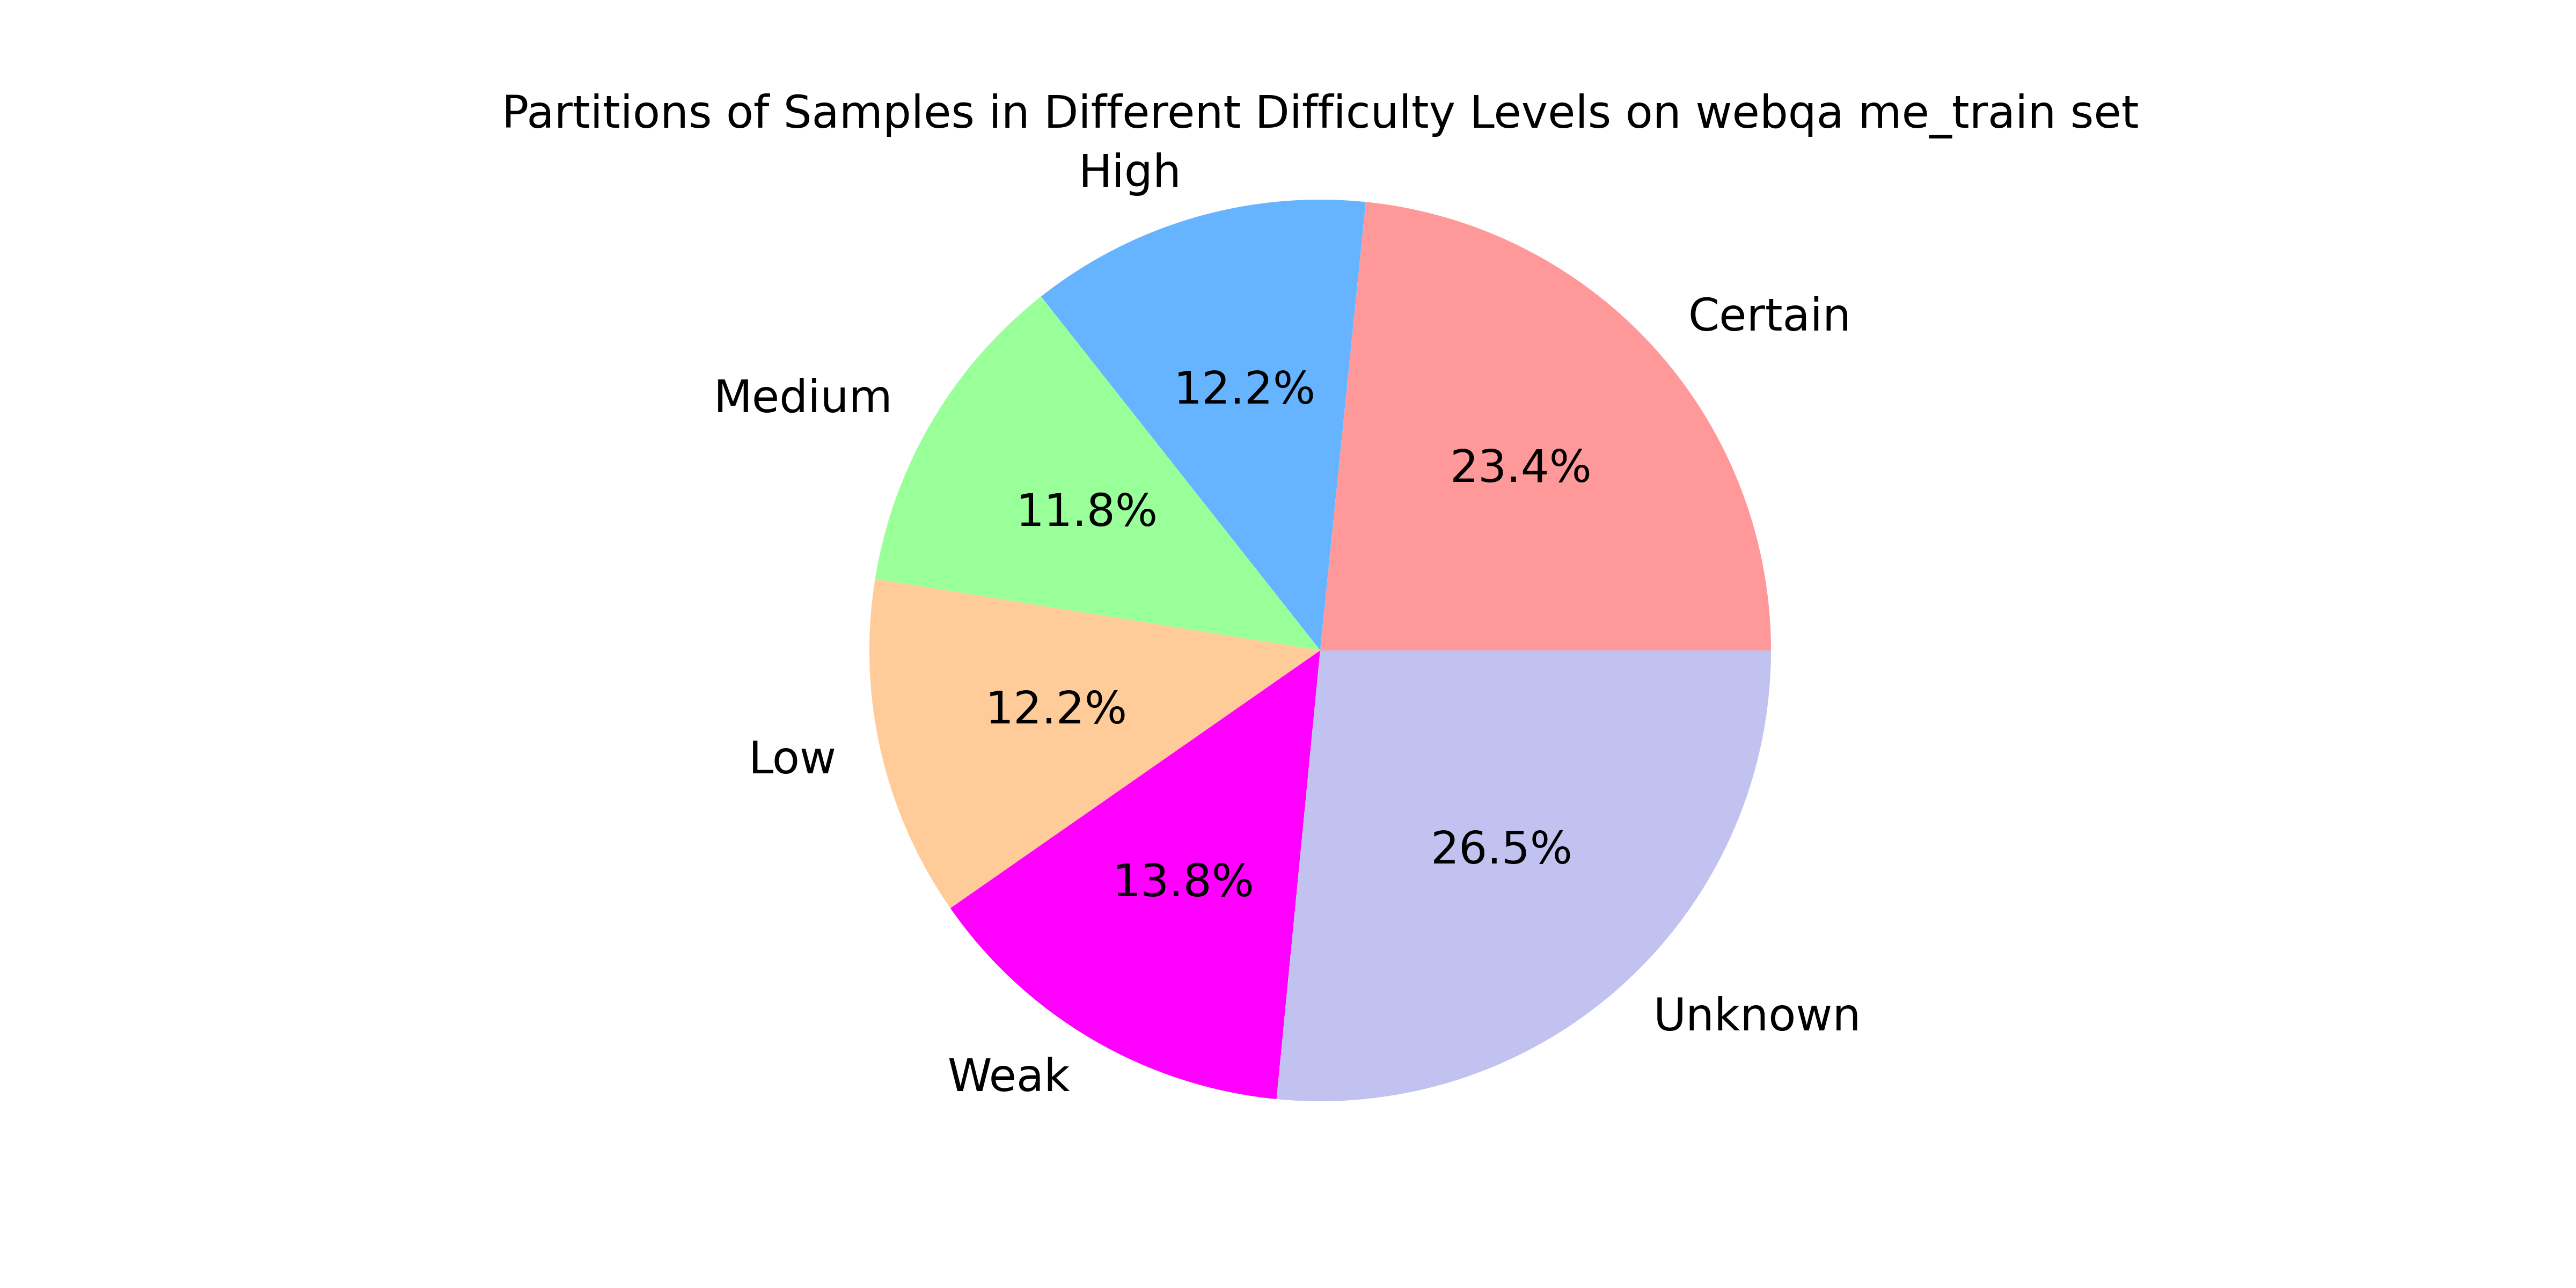 Partitions of Samples in Different Difficulty Levels on webqa me_train set
High
Certain
Medium
12.2%
23.4%
11.8%
12.2%
Low
26.5%
13.8%
Unknown
Weak